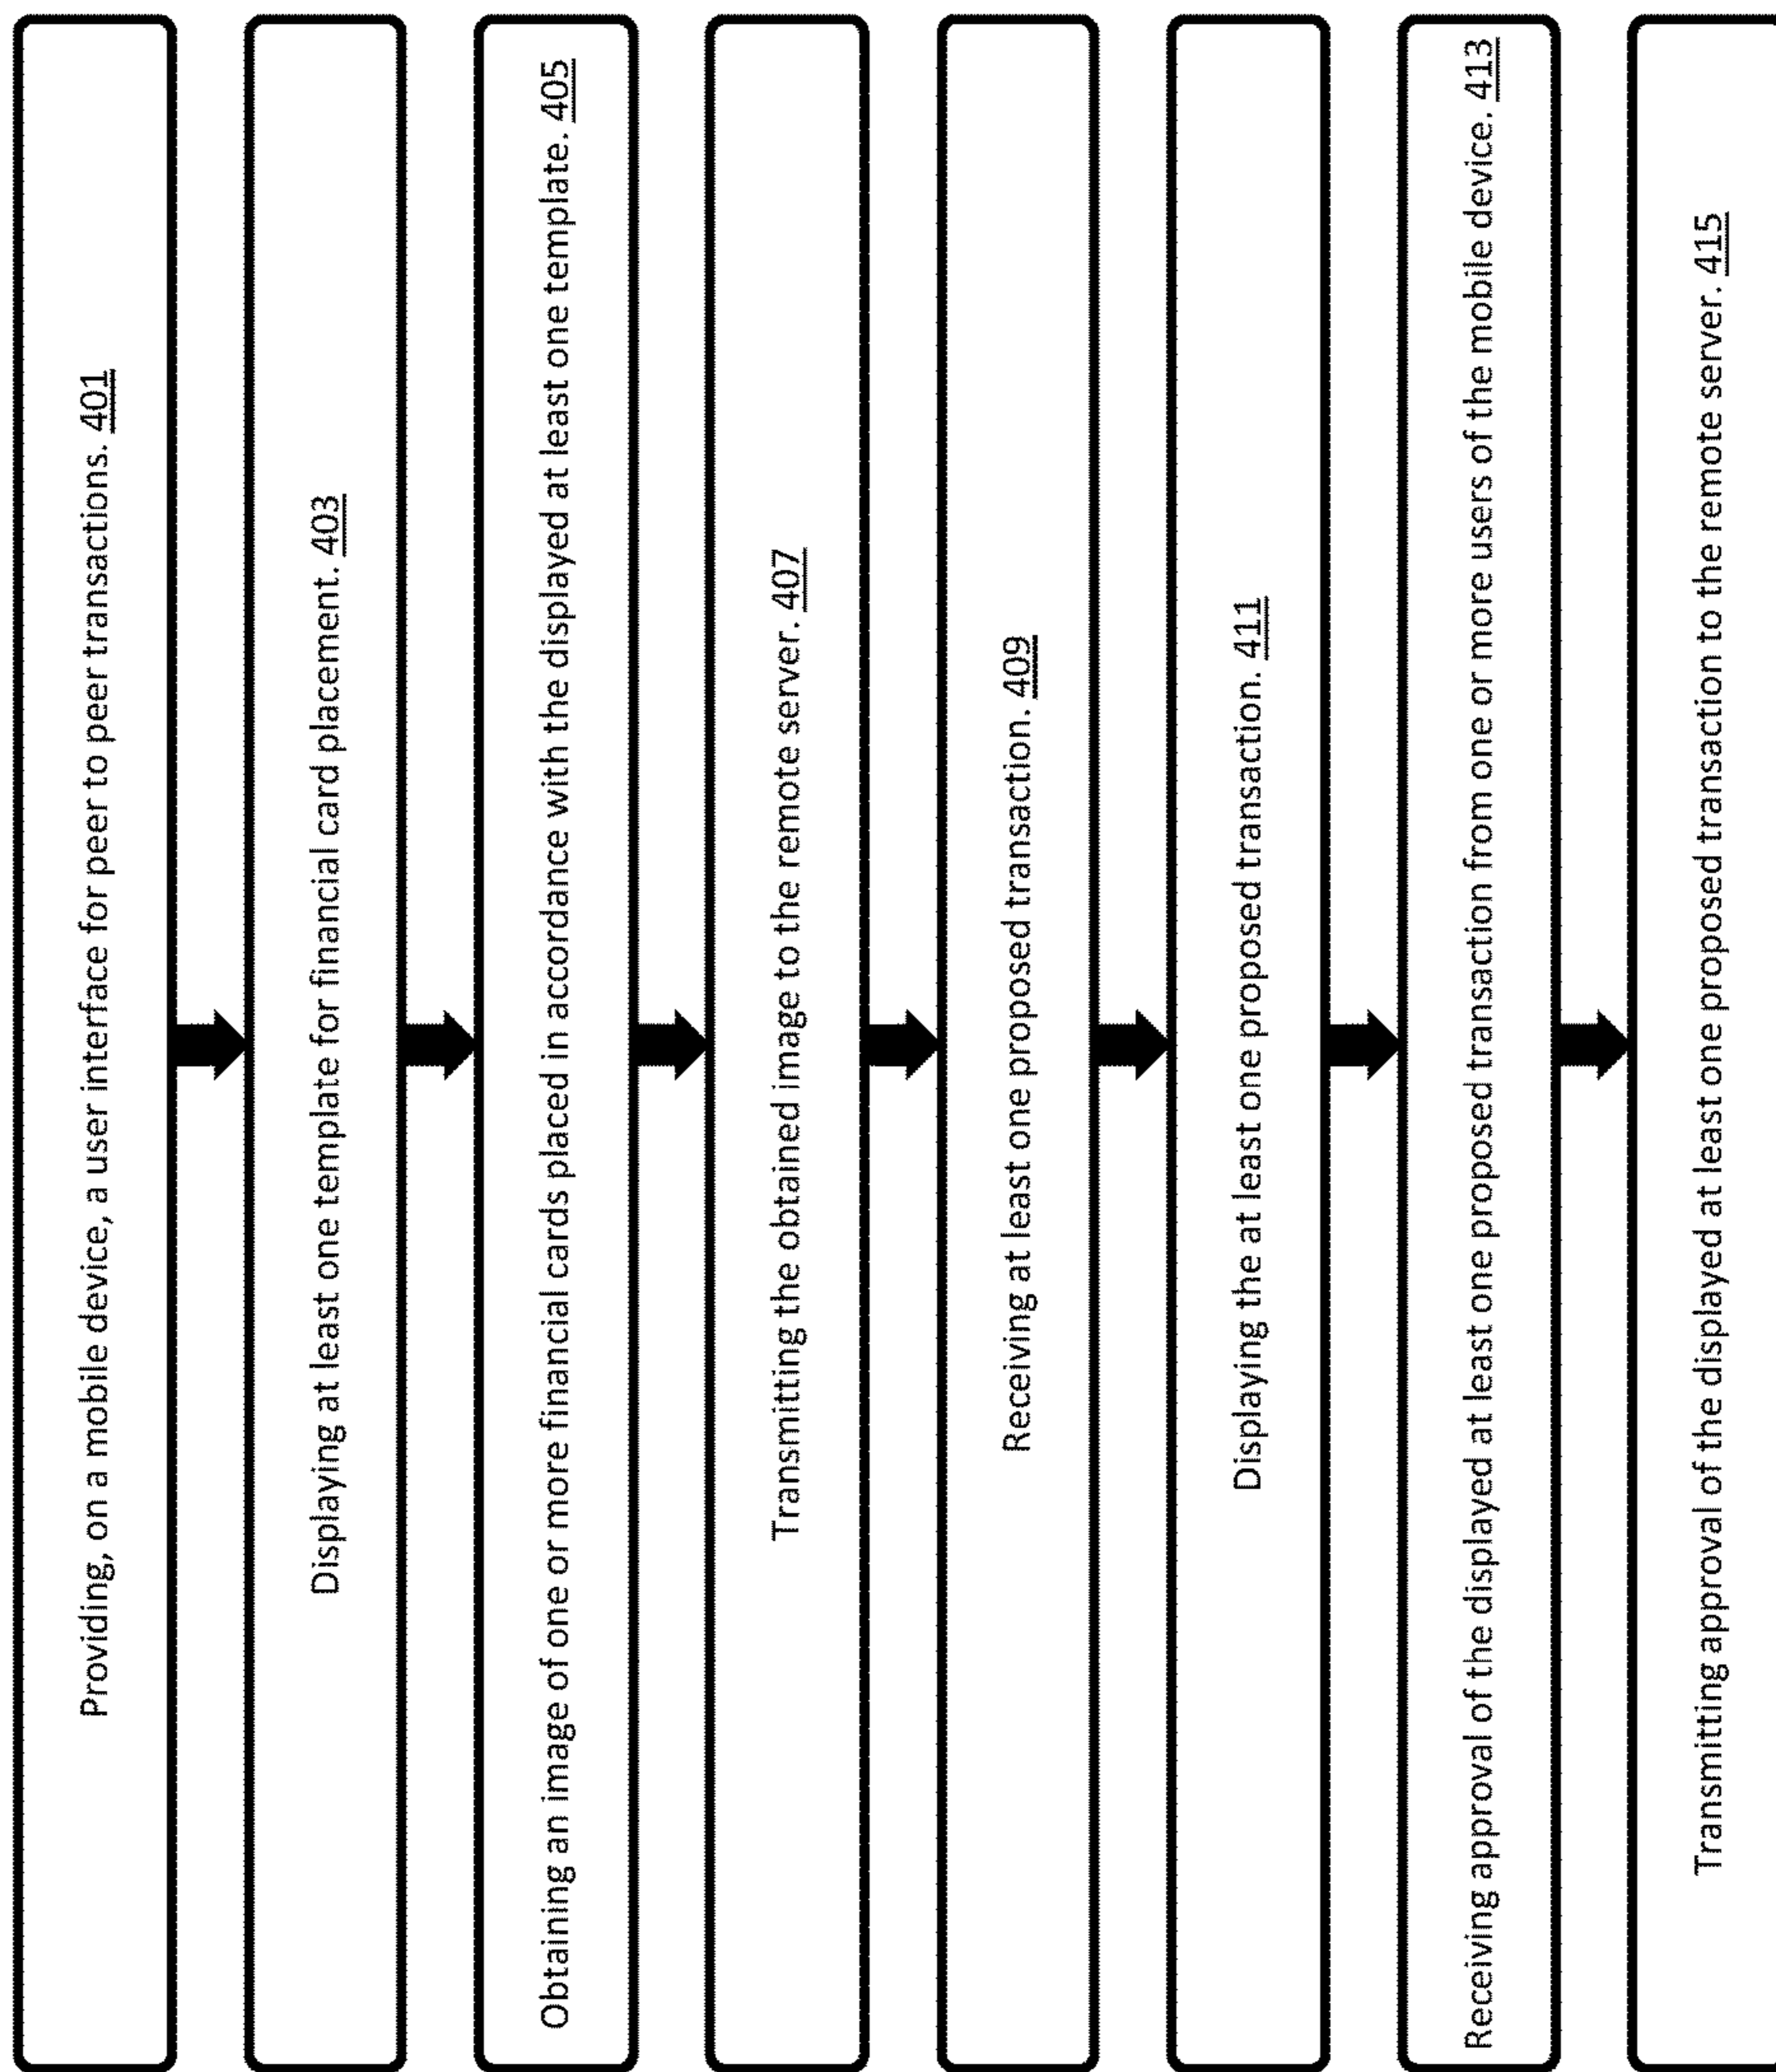 Providing, on a mobile device, a user interface for peer to peer transactions. 401
Displaying at least one template for financial card placement. 403
Obtaining an image of one or more financial cards placed in accordance with the displayed at least one template. 405
Transmitting the obtained image to the remote server. 407
Receiving at least one proposed transaction. 409
Displaying the at least one proposed transaction. 411
Receiving approval of the displayed at least one proposed transaction from one or more users of the mobile device. 413
Transmitting approval of the displayed at least one proposed transaction to the remote server. 415